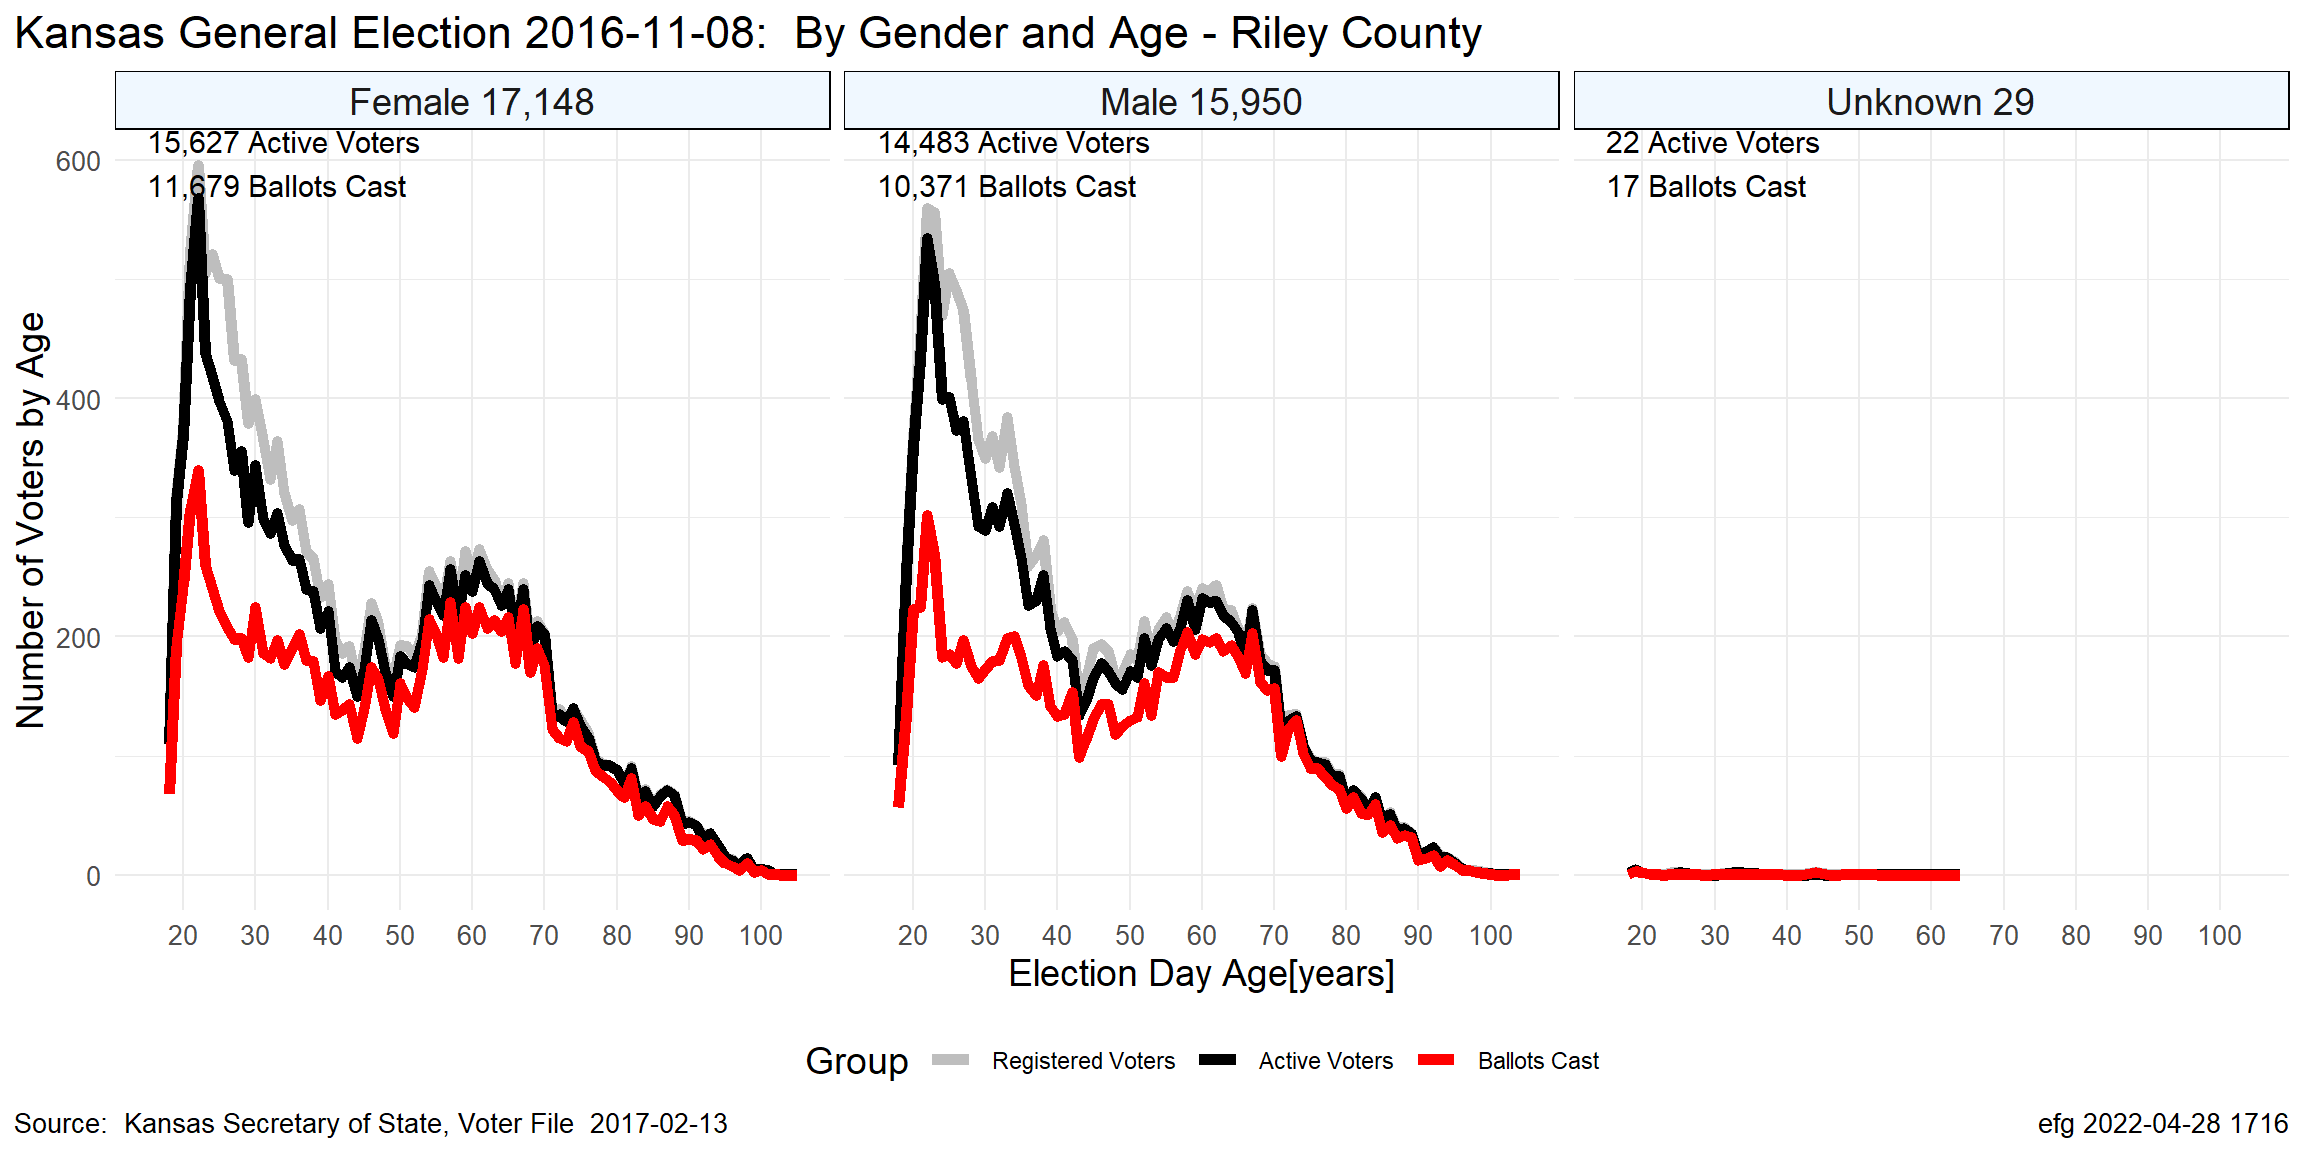 Kansas General Election 2016-11-08:  By Gender and Age - Riley County
Female 17,148
Male 15,950
Unknown 29
15,627 Active Voters
11,679 Ballots Cast
14,483 Active Voters
10,371 Ballots Cast
22 Active Voters
17 Ballots Cast
Number of Voters by Age
600
400
200
0
20 30 40 50 60 70 80 90 100
20 30 40 50 60 70 80 90 100
20 30 40 50 60 70 80 90 100
Election Day Age[years]
Group Registered Voters Active Voters Ballots Cast
Source:  Kansas Secretary of State, Voter File  2017-02-13
efg 2022-04-28 1716